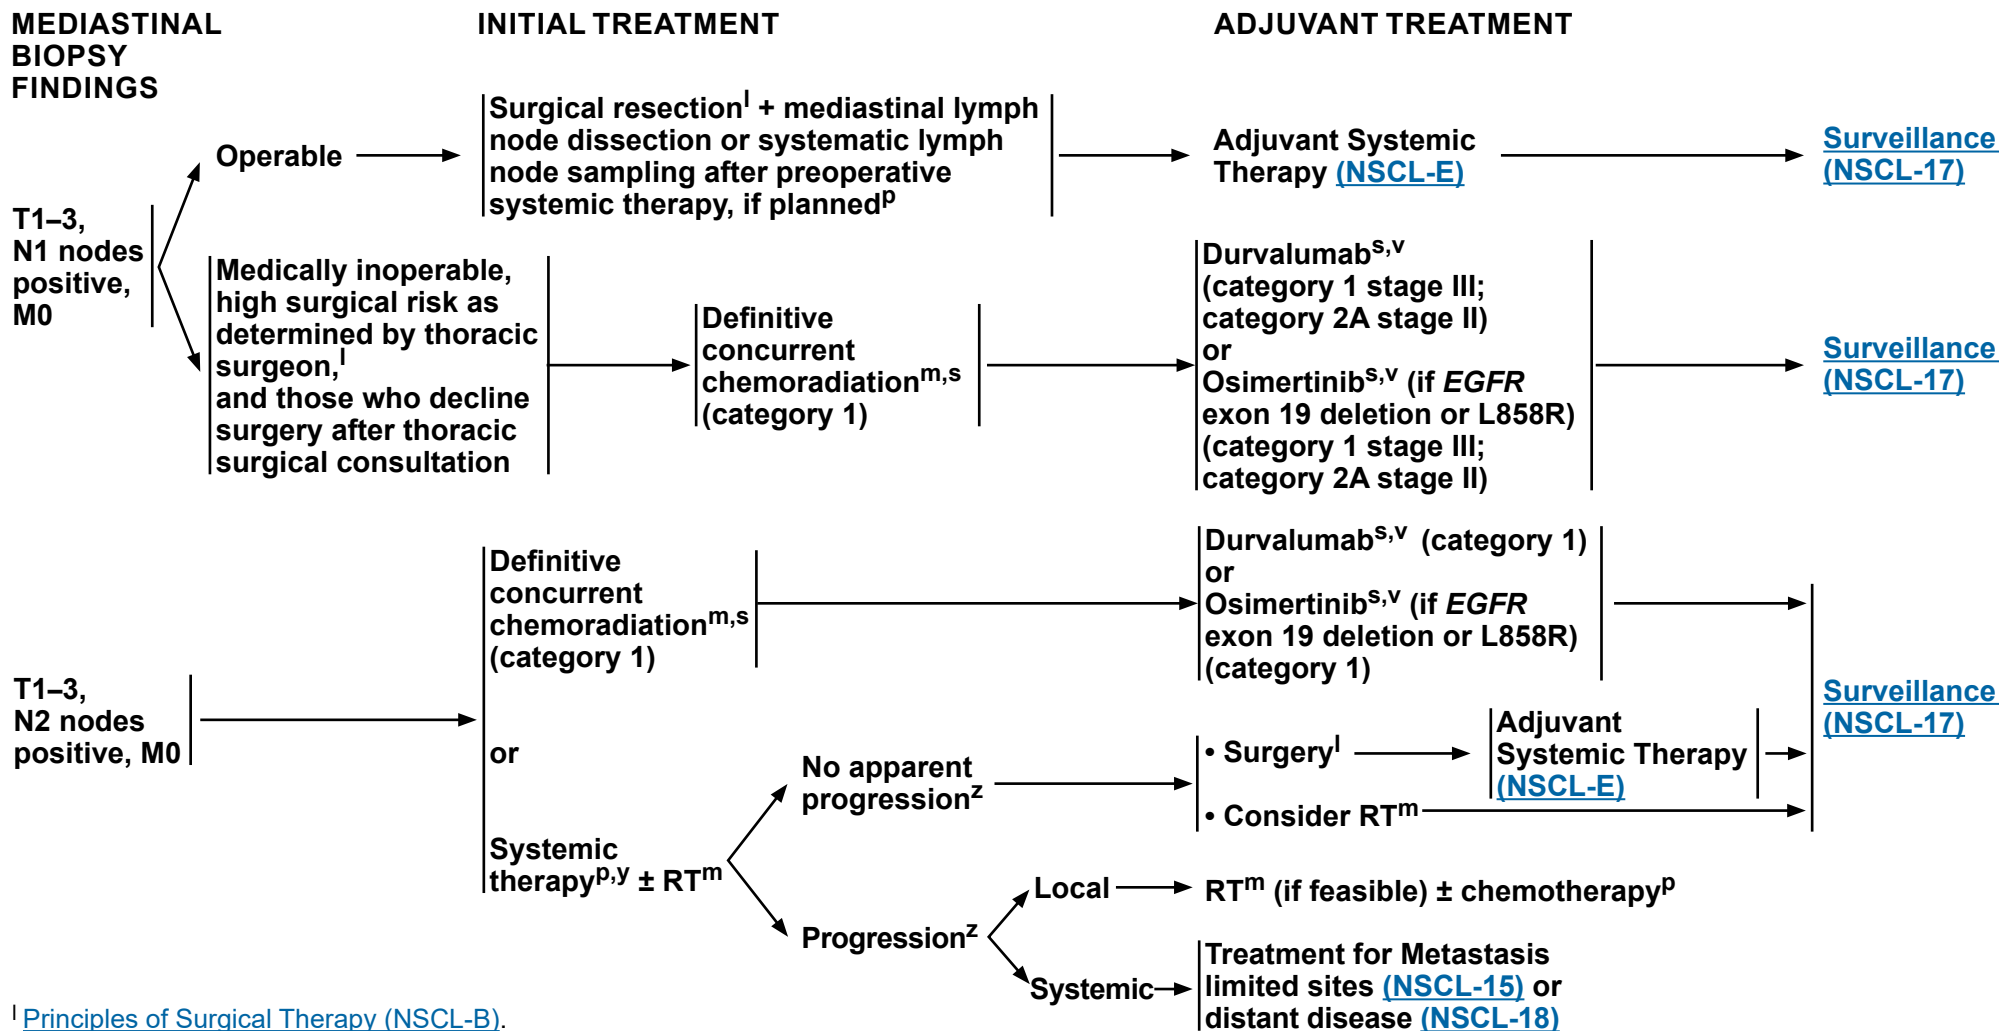 MEDIASTINAL
BIOPSY
FINDINGS
INITIAL TREATMENT
ADJUVANT TREATMENT
T1–3,
N1 nodes
positive,
M0
Operable
Surgical resectionˡ + mediastinal lymph
node dissection or systematic lymph
node sampling after preoperative
systemic therapy, if plannedᵖ
Adjuvant Systemic
Therapy (NSCL-E)
Surveillance
(NSCL-17)
Medically inoperable,
high surgical risk as
determined by thoracic
surgeon,ˡ
and those who decline
surgery after thoracic
surgical consultation
Definitive
concurrent
chemoradiationᵐ,ˢ
(category 1)
Durvalumabˢ,ᵛ
(category 1 stage III;
category 2A stage II)
or
Osimertinibˢ,ᵛ (if EGFR
exon 19 deletion or L858R)
(category 1 stage III;
category 2A stage II)
Surveillance
(NSCL-17)
T1–3,
N2 nodes
positive, M0
Definitive
concurrent
chemoradiationᵐ,ˢ
(category 1)
or
Systemic
therapyᵖ,ʸ ± RTᵐ
Durvalumabˢ,ᵛ (category 1)
or
Osimertinibˢ,ᵛ (if EGFR
exon 19 deletion or L858R)
(category 1)
No apparent
progressionᶻ
• Surgeryˡ
Adjuvant
Systemic Therapy
(NSCL-E)
• Consider RTᵐ
Surveillance
(NSCL-17)
Progressionᶻ
Local
RTᵐ (if feasible) ± chemotherapyᵖ
Systemic
Treatment for Metastasis
limited sites (NSCL-15) or
distant disease (NSCL-18)
ˡ Principles of Surgical Therapy (NSCL-B).